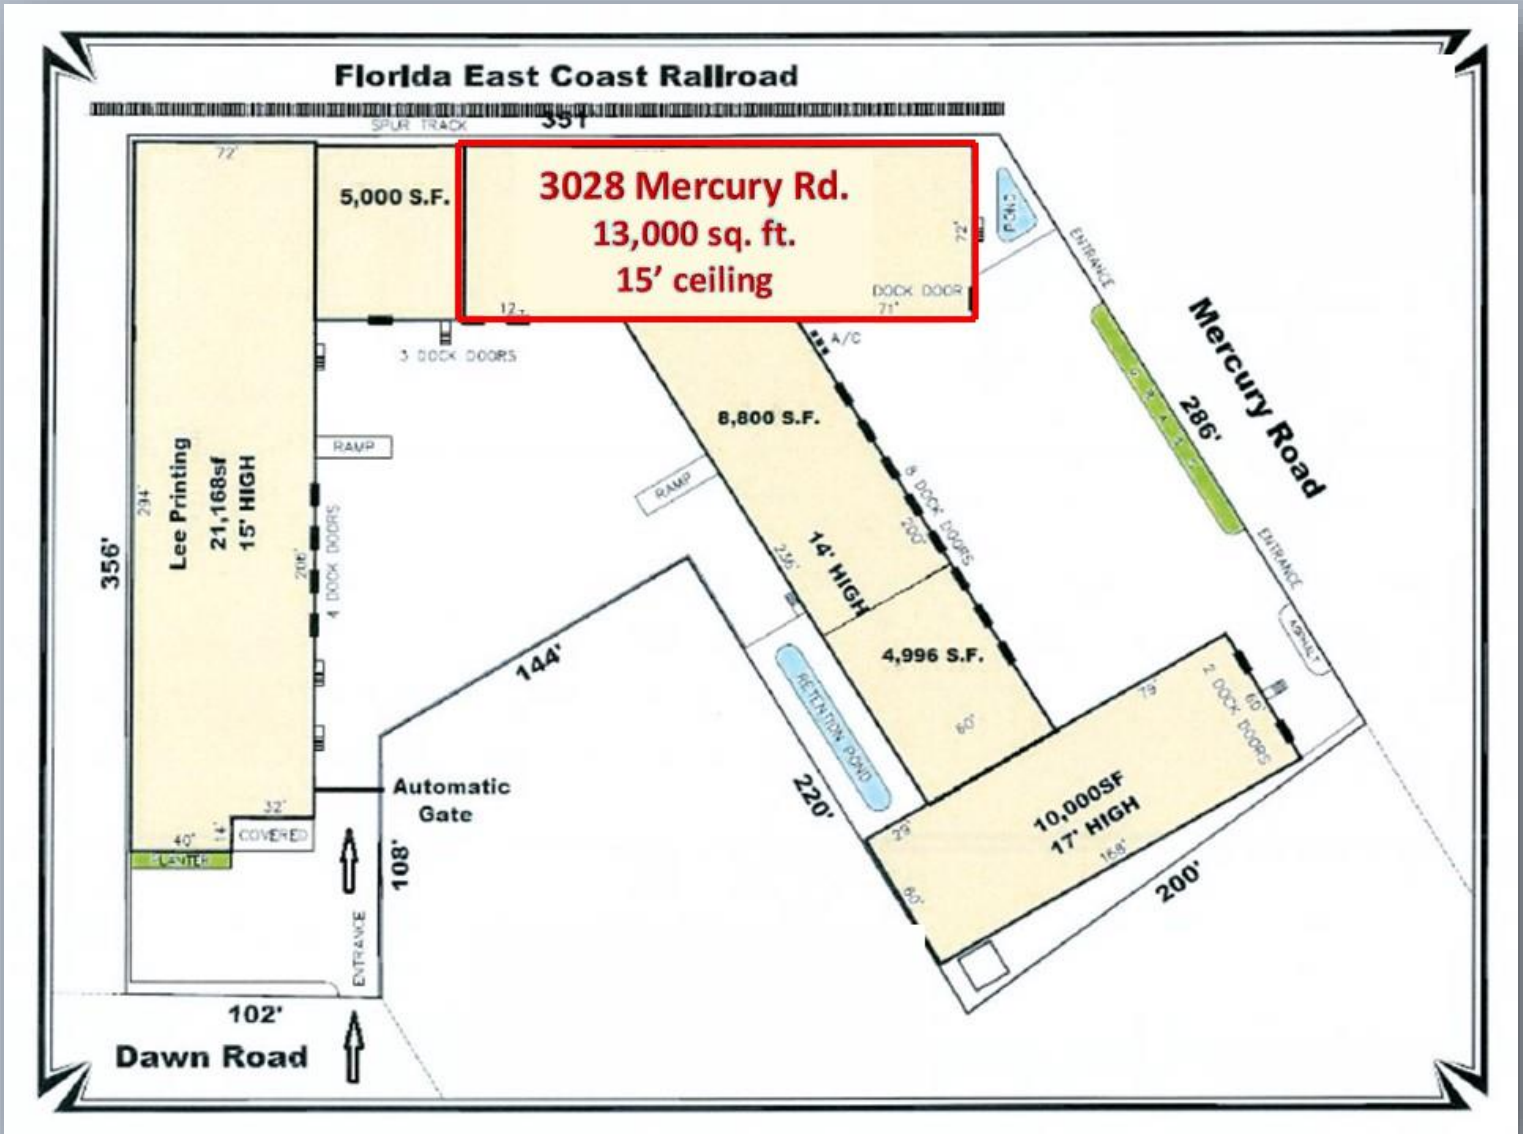 Florida East Coast Railroad
351'
SPUR TRACK
72'
5,000 S.F.
3028 Mercury Rd.
13,000 sq. ft.
15' ceiling
72'
DOCK DOOR
71'
POND
ENTRANCE
3 DOCK DOORS
A/C
Mercury Road
286'
GRASS
8,800 S.F.
RAMP
RAMP
Lee Printing
21,168sf
15' HIGH
294'
356'
206'
4 DOCK DOORS
8 DOCK DOORS
200'
236'
14' HIGH
ENTRANCE
ASPHALT
4,996 S.F.
60'
144'
RETENTION POND
79'
2 DOCK DOORS
60'
Automatic
Gate
32'
14'
COVERED
40'
PLANTER
220'
29'
10,000SF
17' HIGH
168'
60'
200'
108'
ENTRANCE
102'
Dawn Road